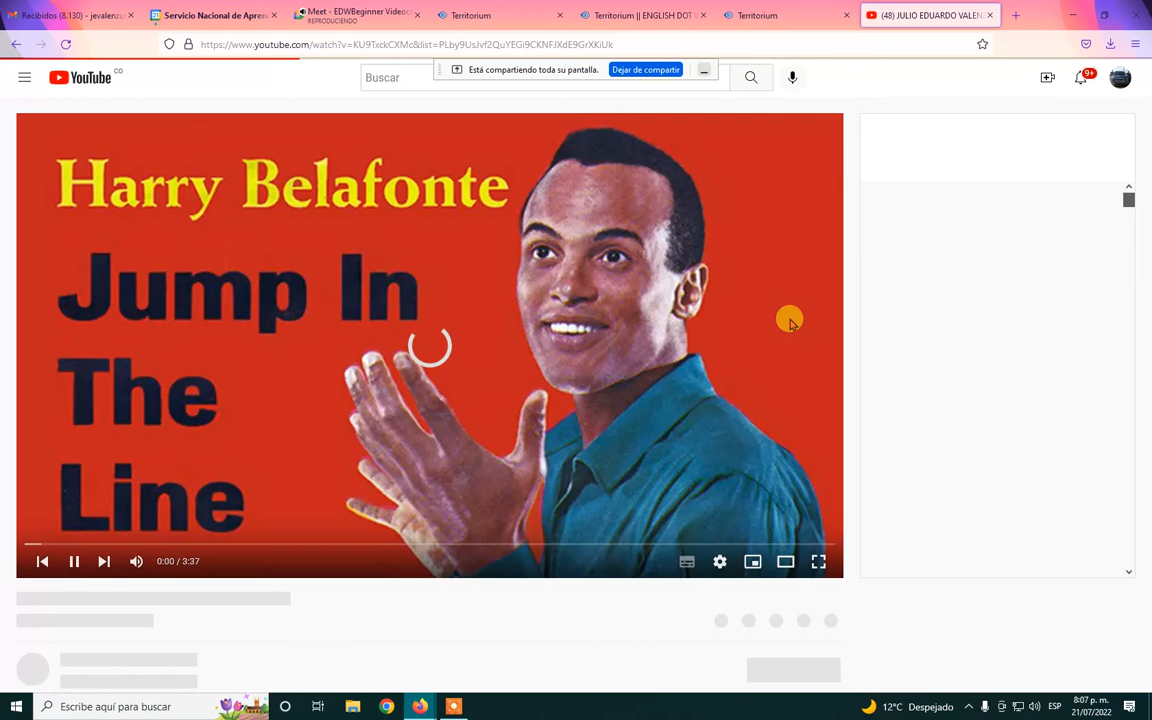 Recibidos (8.130) - jevalenzu
Servicio Nacional de Apren
Meet - EDWBeginner Videoc
REPRODUCIENDO
Territorium
Territorium || ENGLISH DOT V
Territorium
(48) JULIO EDUARDO VALEN
https://www.youtube.com/watch?v=KU9TxckCXMc&list=PLby9UsJvf2QuYEGi9CKNFJXdE9GrXKiUk
YouTube CO
Buscar
Está compartiendo toda su pantalla.
Dejar de compartir
9+
Harry Belafonte
Jump In
The
Line
0:00 / 3:37
Escribe aquí para buscar
12°C Despejado
ESP
8:07 p. m.
21/07/2022